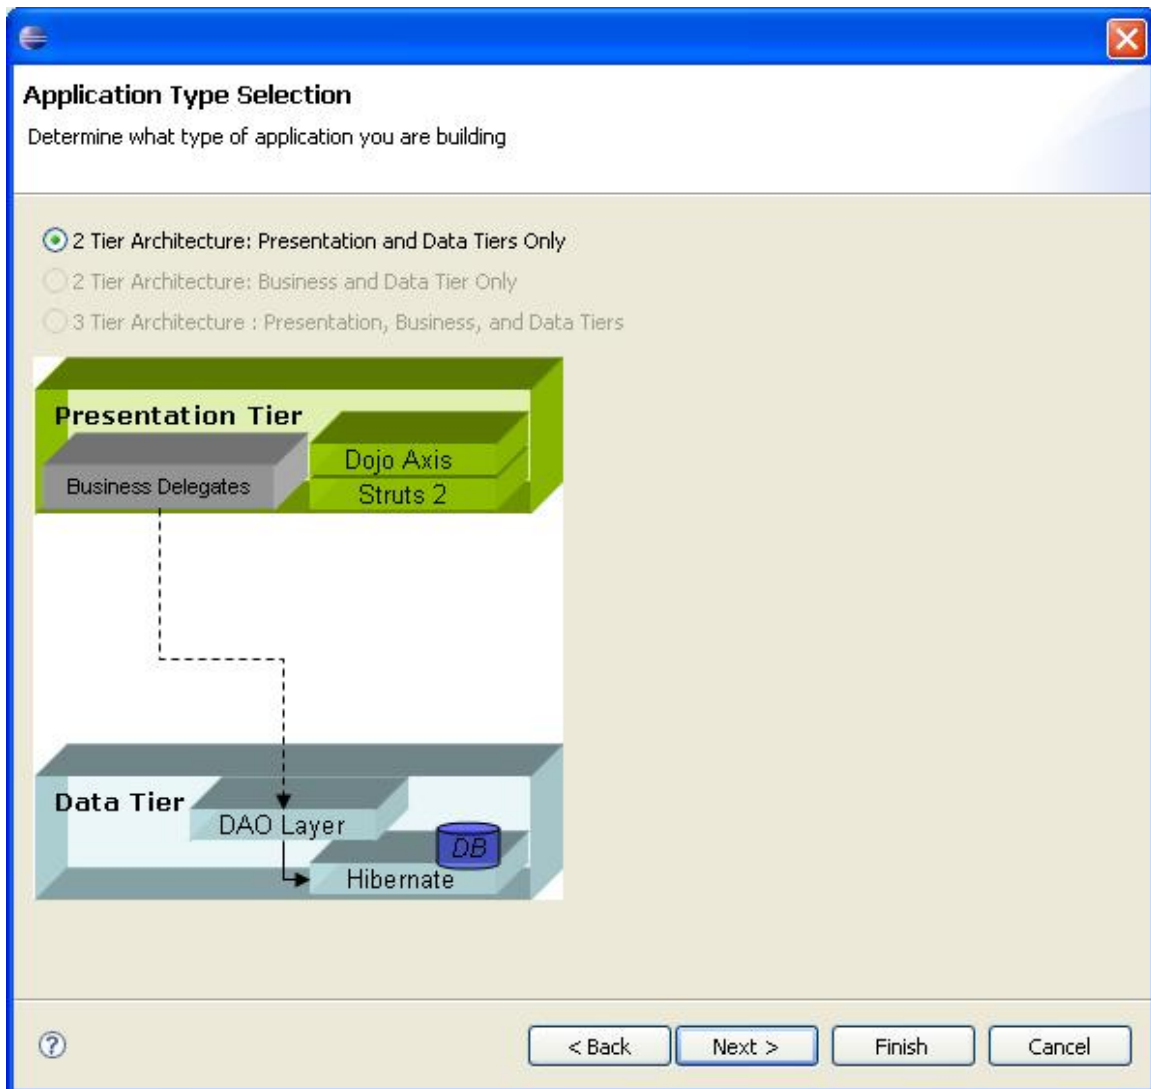 Application Type Selection
Determine what type of application you are building
2 Tier Architecture: Presentation and Data Tiers Only
2 Tier Architecture: Business and Data Tier Only
3 Tier Architecture : Presentation, Business, and Data Tiers
Presentation Tier
Dojo Axis
Business Delegates
Struts 2
Data Tier
DAO Layer
DB
Hibernate
?
< Back
Next >
Finish
Cancel